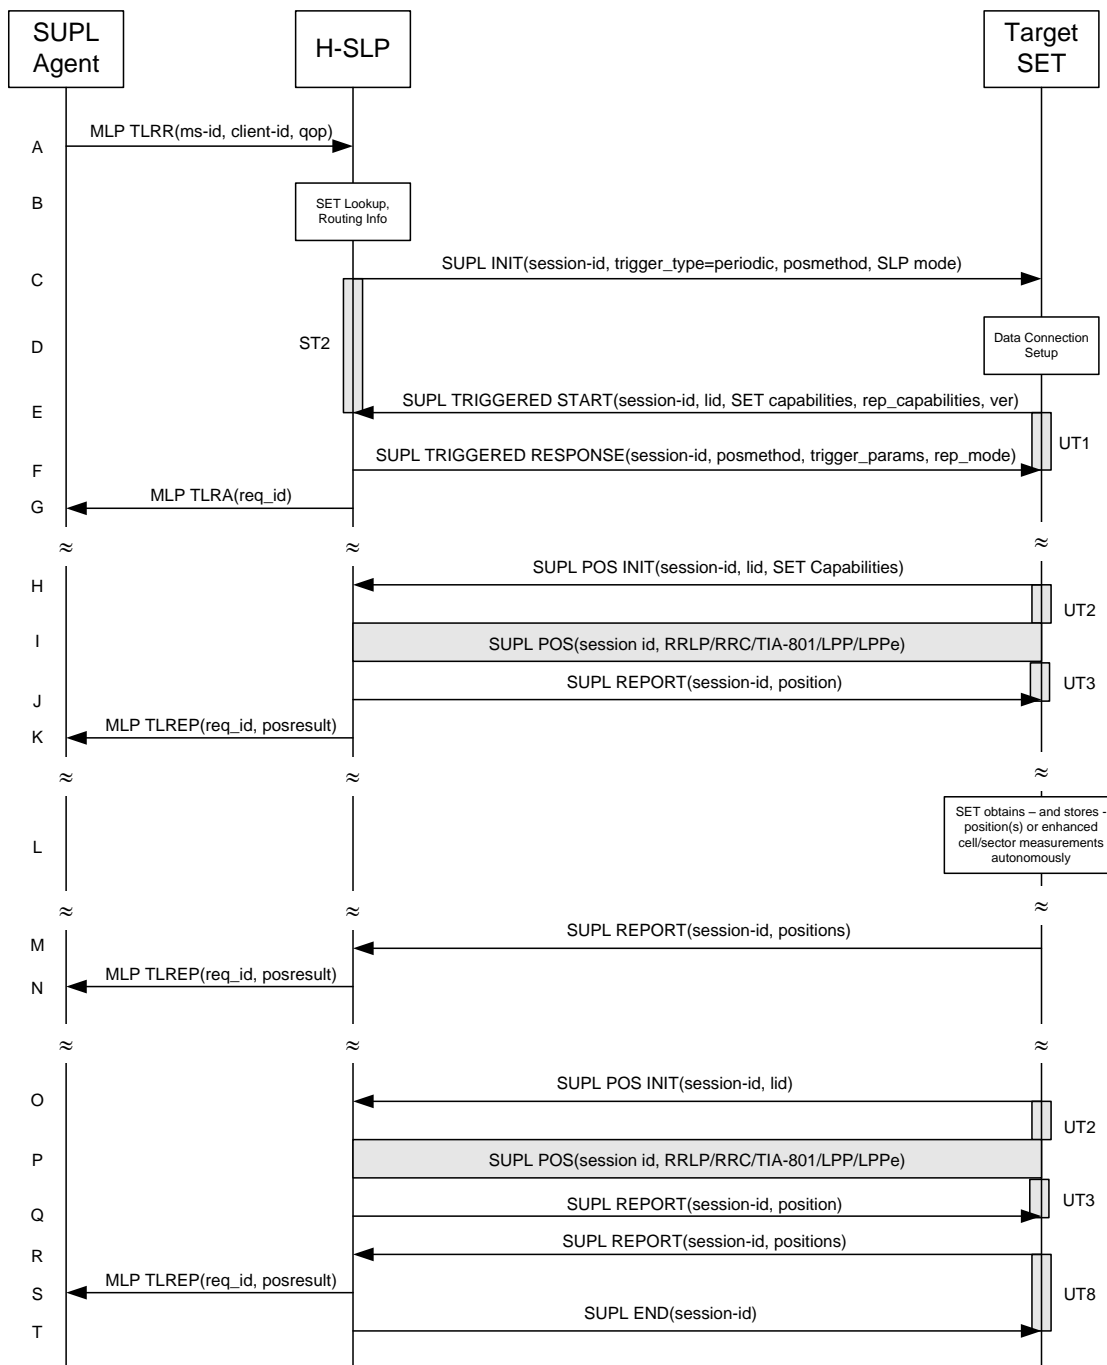 SUPL
Agent
H-SLP
Target
SET
A
MLP TLRR(ms-id, client-id, qop)
B
SET Lookup,
Routing Info
C
SUPL INIT(session-id, trigger_type=periodic, posmethod, SLP mode)
D
ST2
Data Connection
Setup
E
SUPL TRIGGERED START(session-id, lid, SET capabilities, rep_capabilities, ver)
UT1
F
SUPL TRIGGERED RESPONSE(session-id, posmethod, trigger_params, rep_mode)
G
MLP TLRA(req_id)
≈ ≈ ≈
H
SUPL POS INIT(session-id, lid, SET Capabilities)
UT2
I
SUPL POS(session id, RRLP/RRC/TIA-801/LPP/LPPe)
J
SUPL REPORT(session-id, position)
UT3
K
MLP TLREP(req_id, posresult)
≈ ≈ ≈
L
SET obtains – and stores -
position(s) or enhanced
cell/sector measurements
autonomously
≈ ≈ ≈
M
SUPL REPORT(session-id, positions)
N
MLP TLREP(req_id, posresult)
≈ ≈ ≈
O
SUPL POS INIT(session-id, lid)
UT2
P
SUPL POS(session id, RRLP/RRC/TIA-801/LPP/LPPe)
Q
SUPL REPORT(session-id, position)
UT3
R
SUPL REPORT(session-id, positions)
S
MLP TLREP(req_id, posresult)
UT8
T
SUPL END(session-id)